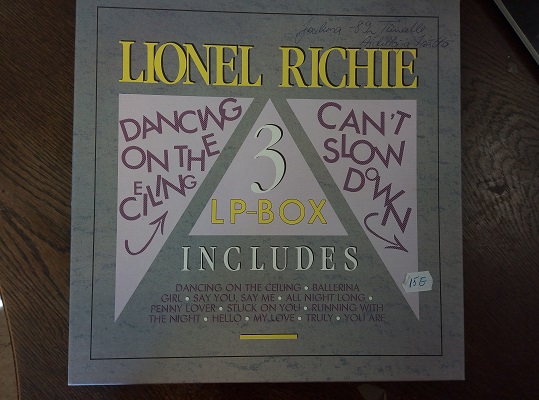 LIONEL RICHIE
DANCING
ON THE
CEILING
3
LP-BOX
CAN'T
SLOW
DOWN
INCLUDES
DANCING ON THE CEILING • BALLERINA
GIRL • SAY YOU, SAY ME • ALL NIGHT LONG •
PENNY LOVER • STUCK ON YOU • RUNNING WITH
THE NIGHT • HELLO • MY LOVE • TRULY • YOU ARE
15E